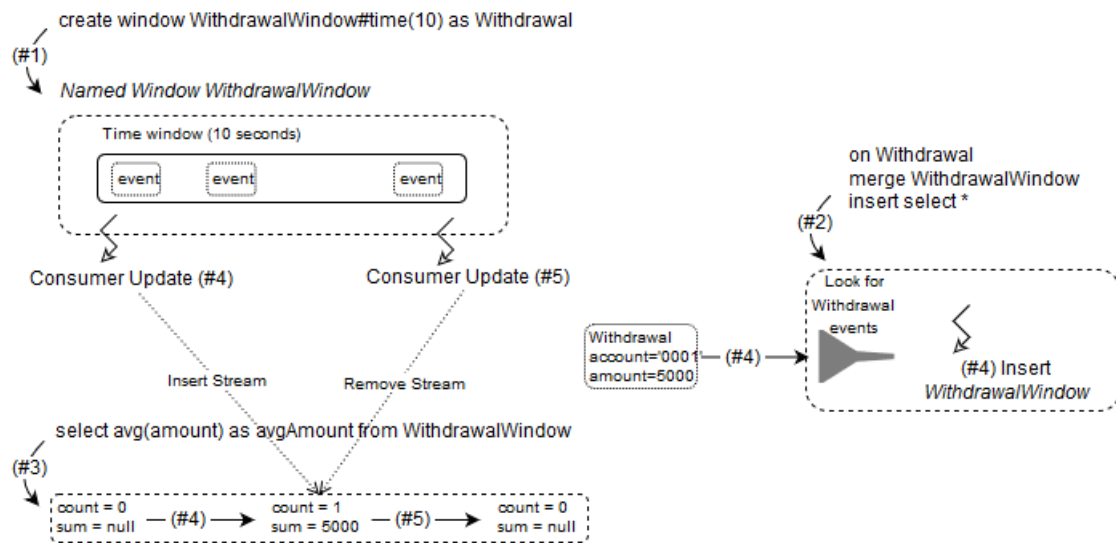 create window WithdrawalWindow#time(10) as Withdrawal
(#1)
Named Window WithdrawalWindow
Time window (10 seconds)
event
event
event
Consumer Update (#4)
Consumer Update (#5)
Insert Stream
Remove Stream
select avg(amount) as avgAmount from WithdrawalWindow
(#3)
count = 0
sum = null
(#4)
count = 1
sum = 5000
(#5)
count = 0
sum = null
on Withdrawal
merge WithdrawalWindow
insert select *
(#2)
Look for
Withdrawal
events
Withdrawal
account='0001'
amount=5000
(#4)
(#4) Insert
WithdrawalWindow